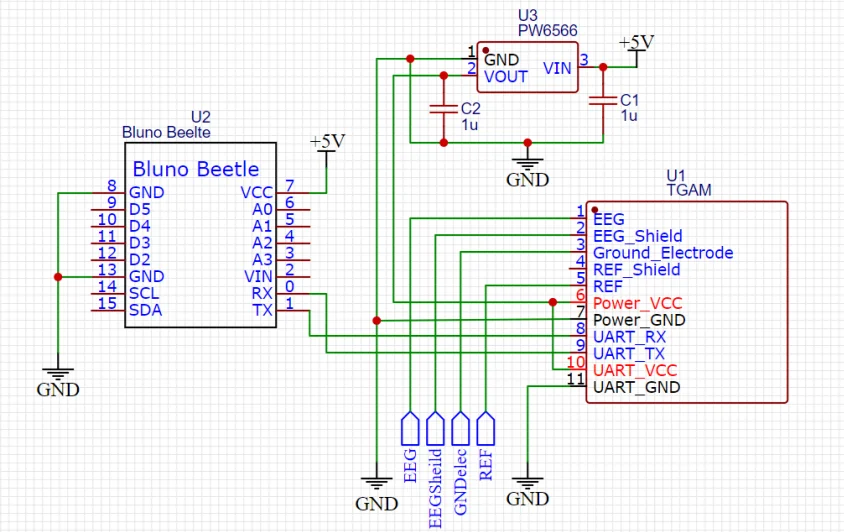 U3
PW6566
1 GND
2 VOUT
VIN 3
+5V
C2
1u
C1
1u
GND
U2
Bluno Beelte
+5V
Bluno Beetle
8 GND
9 D5
10 D4
11 D3
12 D2
13 GND
14 SCL
15 SDA
VCC 7
A0 6
A1 5
A2 4
A3 3
VIN 2
RX 0
TX 1
GND
U1
TGAM
1 EEG
2 EEG_Shield
3 Ground_Electrode
4 REF_Shield
5 REF
6 Power_VCC
7 Power_GND
8 UART_RX
9 UART_TX
10 UART_VCC
11 UART_GND
EEG
EEGSheild
GNDelec
REF
GND
GND